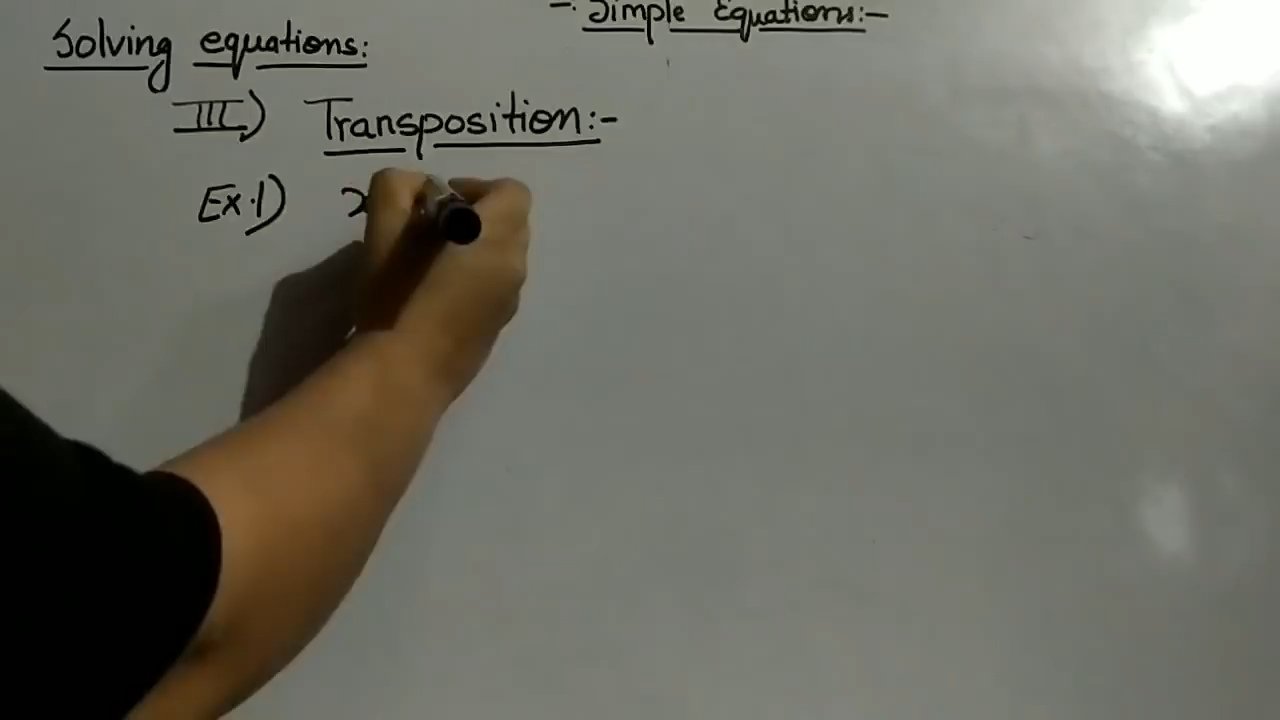 -: Simple Equations:-
Solving equations:
III) Transposition:-
Ex.1) x